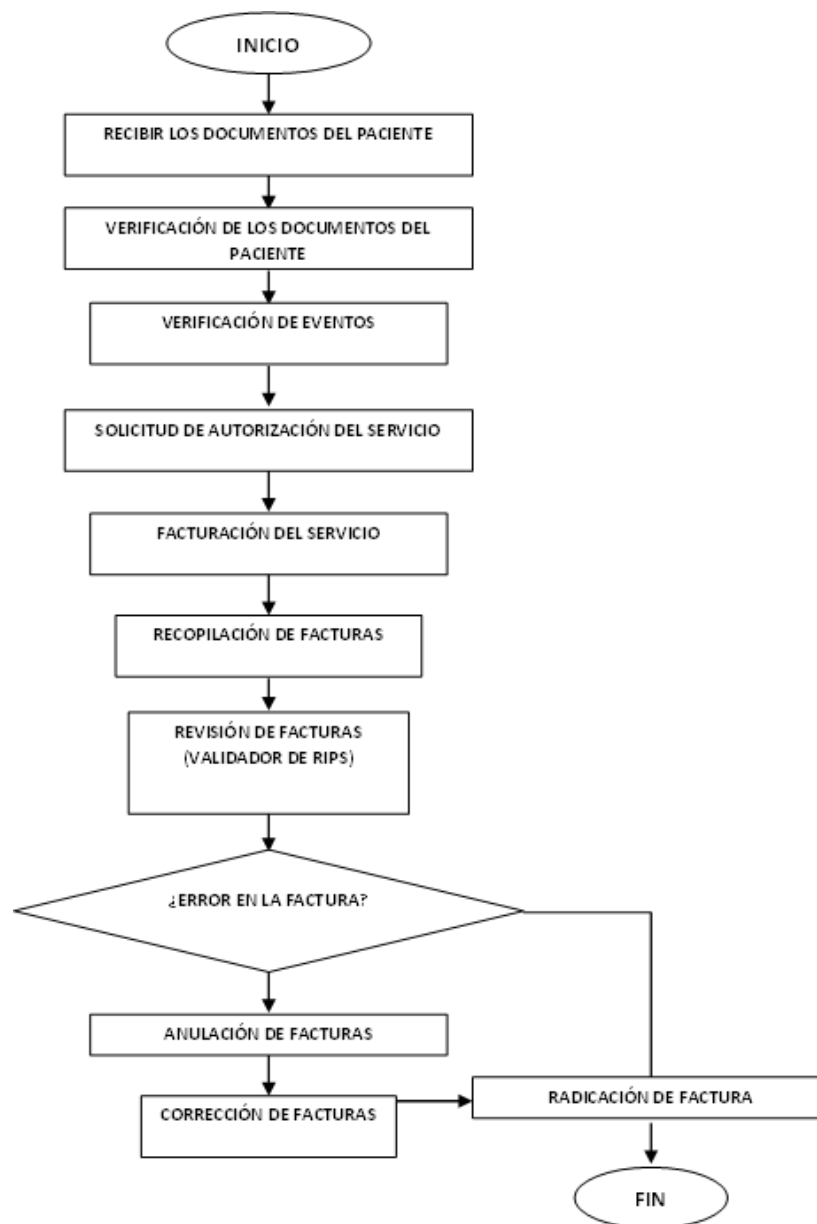 INICIO
RECIBIR LOS DOCUMENTOS DEL PACIENTE
VERIFICACIÓN DE LOS DOCUMENTOS DEL
PACIENTE
VERIFICACIÓN DE EVENTOS
SOLICITUD DE AUTORIZACIÓN DEL SERVICIO
FACTURACIÓN DEL SERVICIO
RECOPILACIÓN DE FACTURAS
REVISIÓN DE FACTURAS
(VALIDADOR DE RIPS)
¿ERROR EN LA FACTURA?
ANULACIÓN DE FACTURAS
CORRECCIÓN DE FACTURAS
RADICACIÓN DE FACTURA
FIN